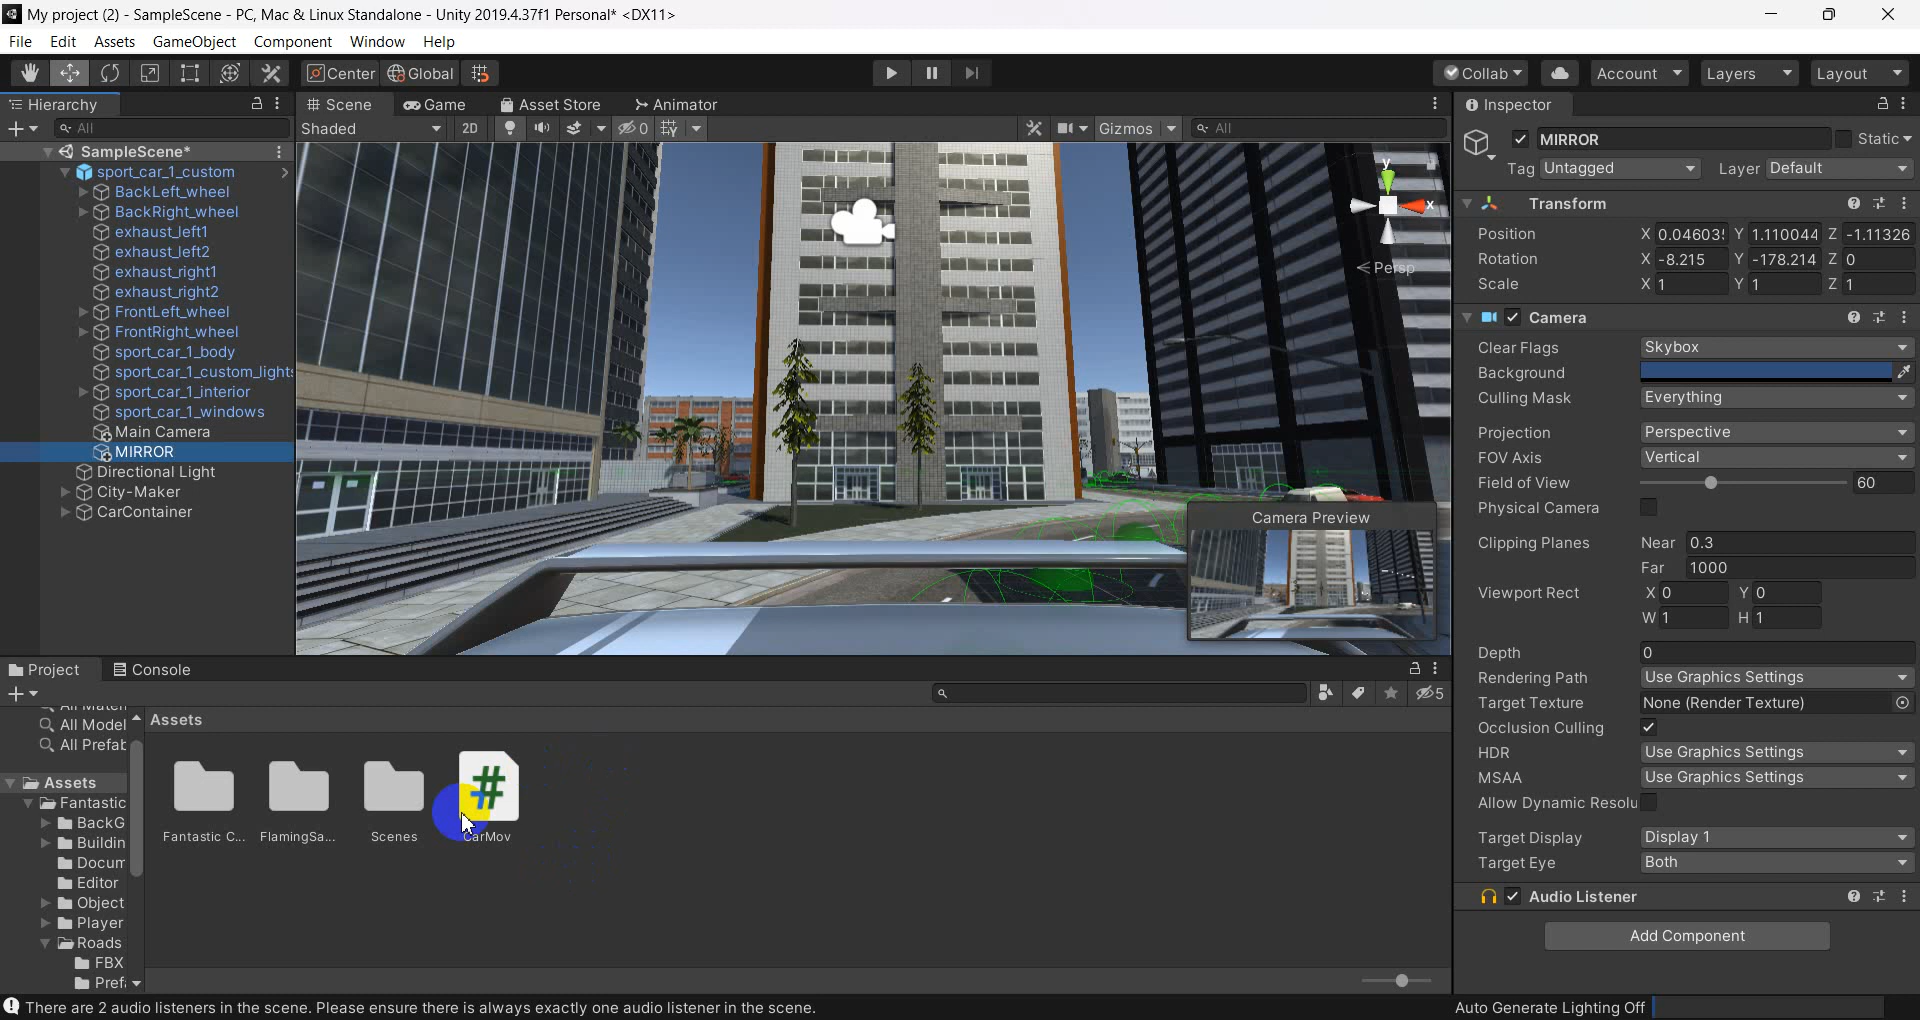 My project (2) - SampleScene - PC, Mac & Linux Standalone - Unity 2019.4.37f1 Personal* <DX11>
File Edit Assets GameObject Component Window Help
Center Global Collab Account Layers Layout
Hierarchy
All
SampleScene*
sport_car_1_custom
BackLeft_wheel
BackRight_wheel
exhaust_left1
exhaust_left2
exhaust_right1
exhaust_right2
FrontLeft_wheel
FrontRight_wheel
sport_car_1_body
sport_car_1_custom_lights
sport_car_1_interior
sport_car_1_windows
Main Camera
MIRROR
Directional Light
City-Maker
CarContainer
Scene Game Asset Store Animator
Shaded 2D 0 Gizmos All
y
x
Persp
Camera Preview
Inspector
MIRROR Static
Tag Untagged Layer Default
Transform
Position X 0.04603 Y 1.110044 Z -1.11326
Rotation X -8.215 Y -178.214 Z 0
Scale X 1 Y 1 Z 1
Camera
Clear Flags Skybox
Background
Culling Mask Everything
Projection Perspective
FOV Axis Vertical
Field of View 60
Physical Camera
Clipping Planes Near 0.3
Far 1000
Viewport Rect X 0 Y 0
W 1 H 1
Depth 0
Rendering Path Use Graphics Settings
Target Texture None (Render Texture)
Occlusion Culling
HDR Use Graphics Settings
MSAA Use Graphics Settings
Allow Dynamic Resolu
Target Display Display 1
Target Eye Both
Audio Listener
Add Component
Project Console
5
All Materi
All Model
All Prefab
Assets
Fantastic
BackG
Buildin
Docum
Editor
Object
Player
Roads
FBX
Prefa
Assets
Fantastic C... FlamingSa... Scenes CarMov
There are 2 audio listeners in the scene. Please ensure there is always exactly one audio listener in the scene.
Auto Generate Lighting Off